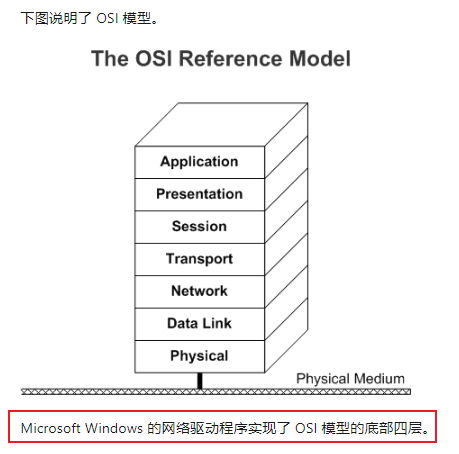 下图说明了 OSI 模型。
The OSI Reference Model
Application
Presentation
Session
Transport
Network
Data Link
Physical
Physical Medium
Microsoft Windows 的网络驱动程序实现了 OSI 模型的底部四层。